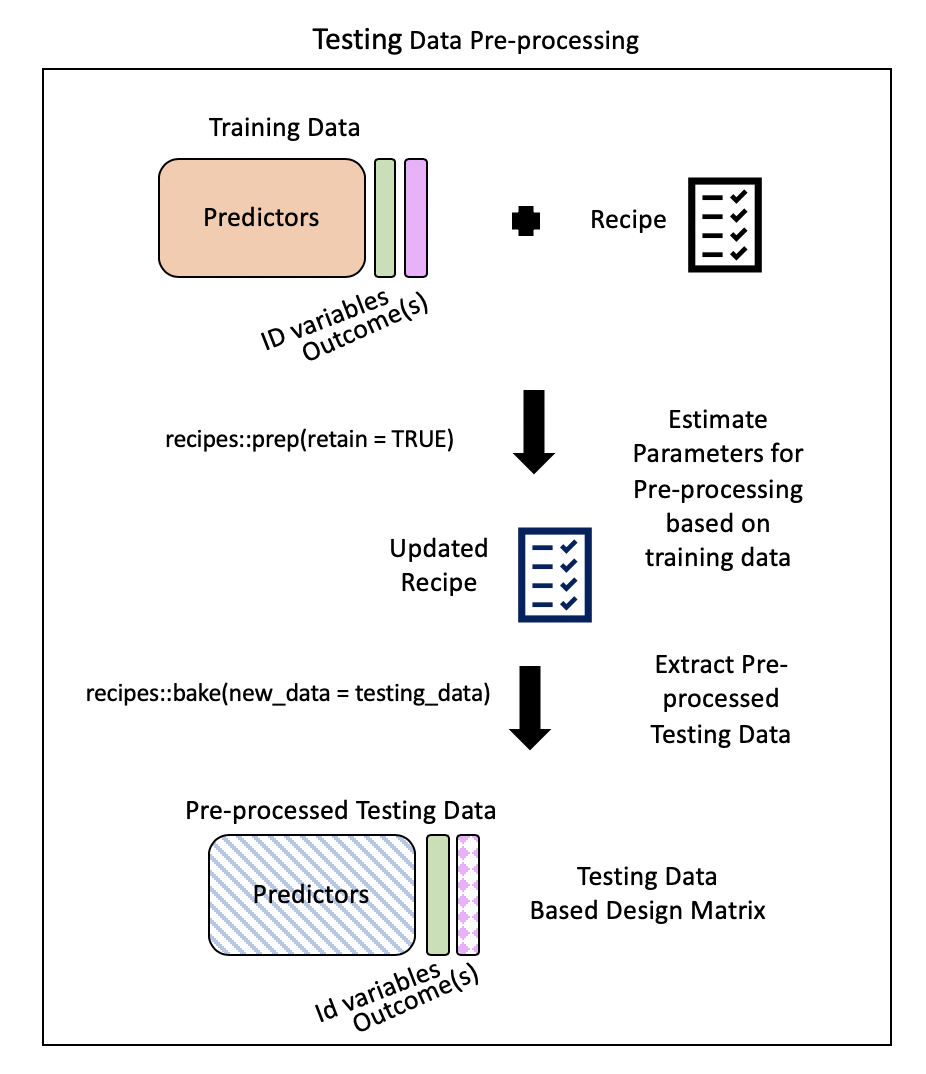 Testing Data Pre-processing
Training Data
Predictors
Recipe
ID variables
Outcome(s)
recipes::prep(retain = TRUE)
Estimate
Parameters for
Pre-processing
based on
training data
Updated
Recipe
recipes::bake(new_data = testing_data)
Extract Pre-
processed
Testing Data
Pre-processed Testing Data
Predictors
Testing Data
Based Design Matrix
Id variables
Outcome(s)